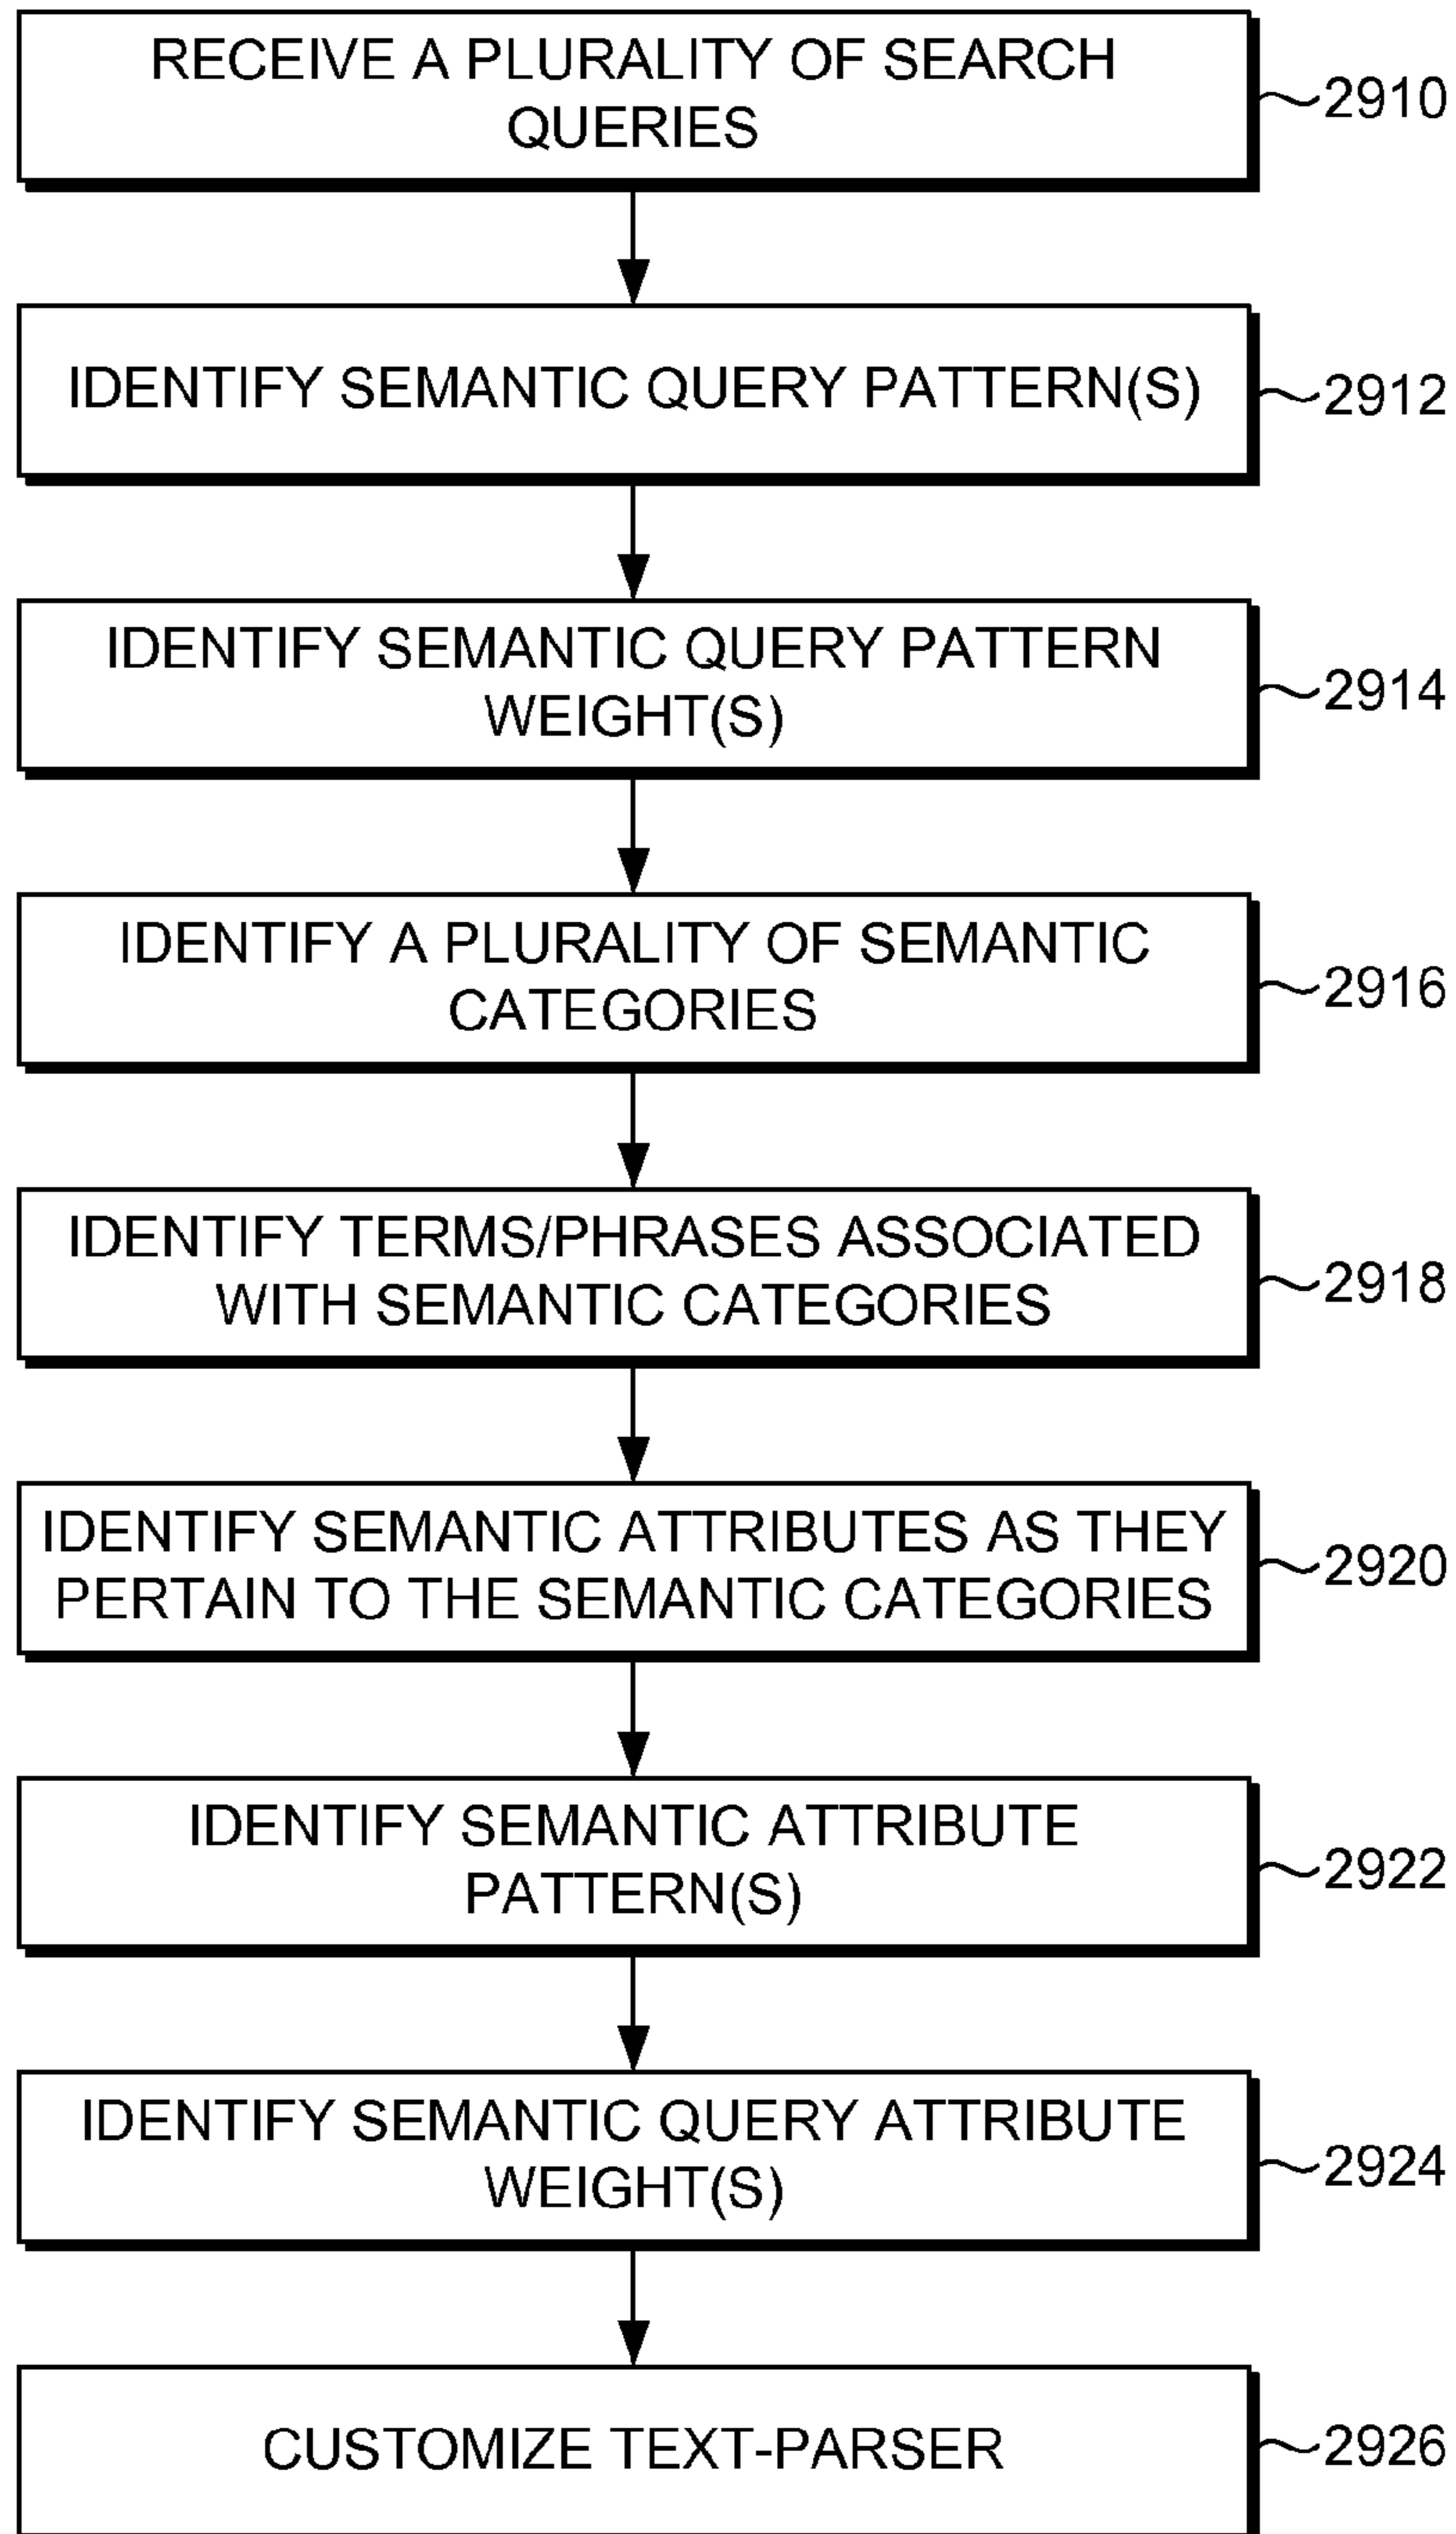 RECEIVE A PLURALITY OF SEARCH
QUERIES
2910
IDENTIFY SEMANTIC QUERY PATTERN(S)
2912
IDENTIFY SEMANTIC QUERY PATTERN
WEIGHT(S)
2914
IDENTIFY A PLURALITY OF SEMANTIC
CATEGORIES
2916
IDENTIFY TERMS/PHRASES ASSOCIATED
WITH SEMANTIC CATEGORIES
2918
IDENTIFY SEMANTIC ATTRIBUTES AS THEY
PERTAIN TO THE SEMANTIC CATEGORIES
2920
IDENTIFY SEMANTIC ATTRIBUTE
PATTERN(S)
2922
IDENTIFY SEMANTIC QUERY ATTRIBUTE
WEIGHT(S)
2924
CUSTOMIZE TEXT-PARSER
2926